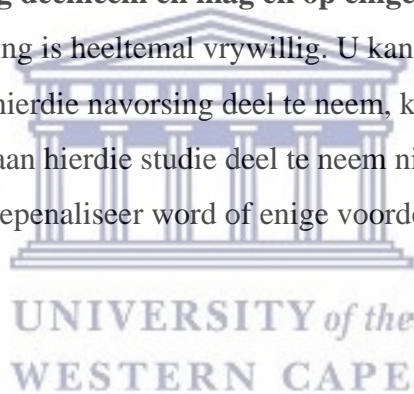 ing is heeltemal vrywillig. U kan
hierdie navorsing deel te neem, k
aan hierdie studie deel te neem ni
epenaliseer word of enige voorde
UNIVERSITY of the
WESTERN CAPE